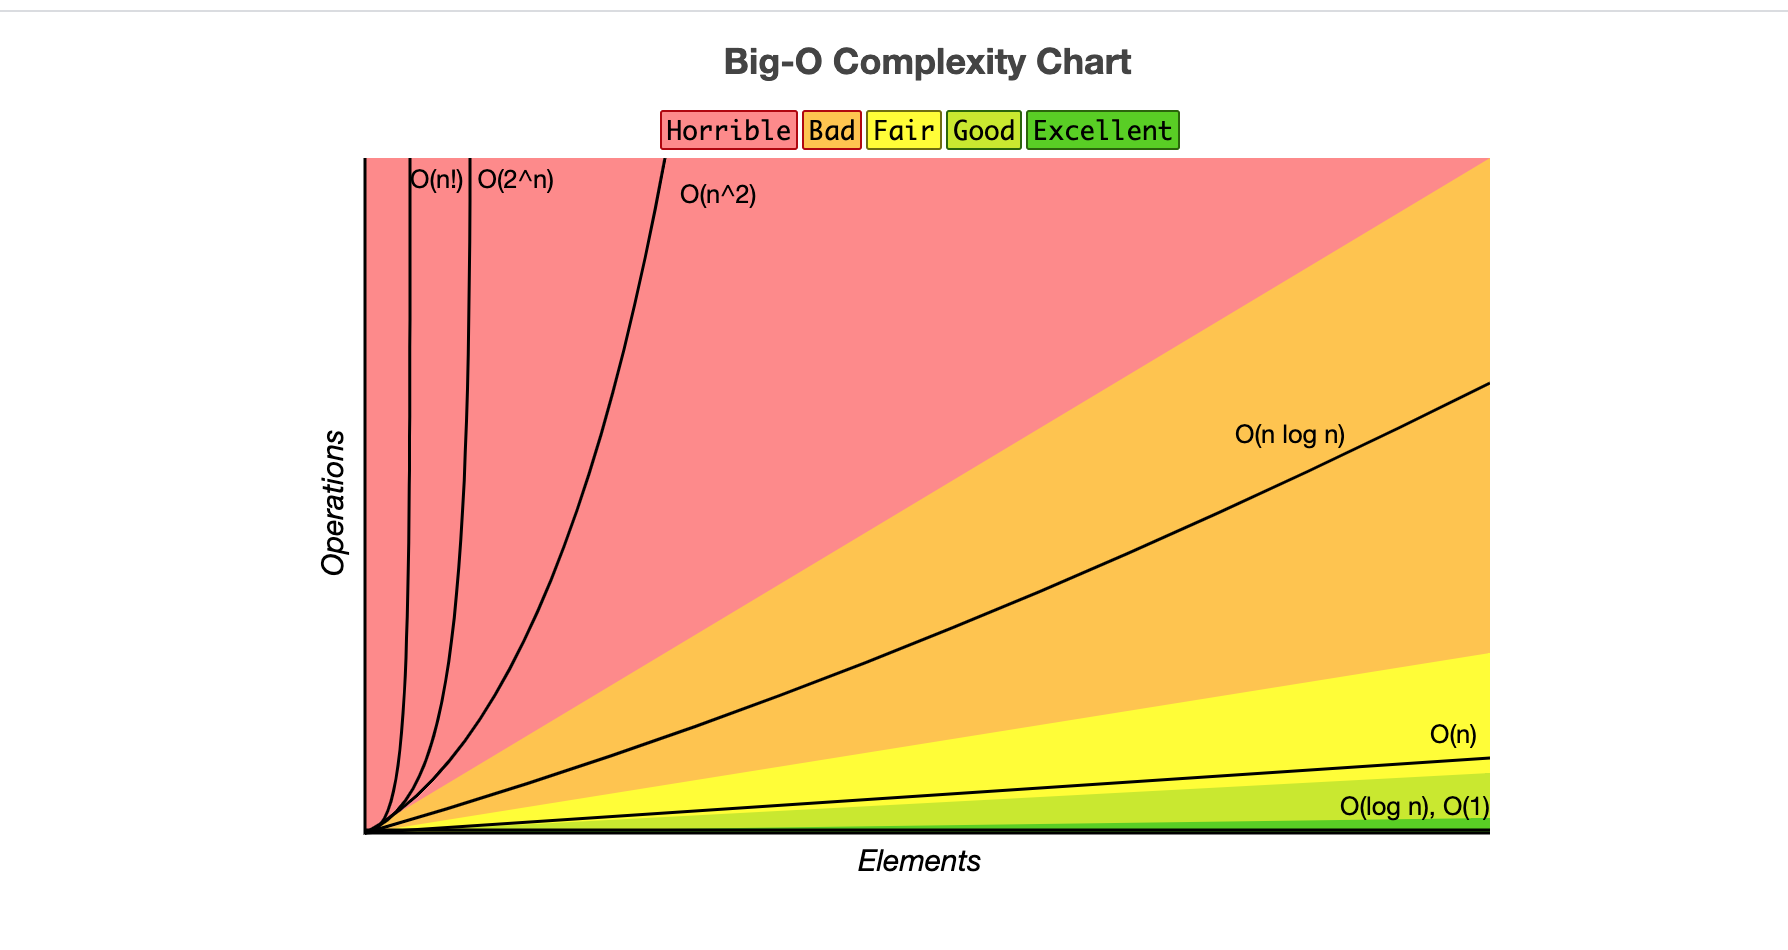 Big-O Complexity Chart
Horrible Bad Fair Good Excellent
O(n!) O(2^n)
O(n^2)
O(n log n)
Operations
O(n)
O(log n), O(1)
Elements